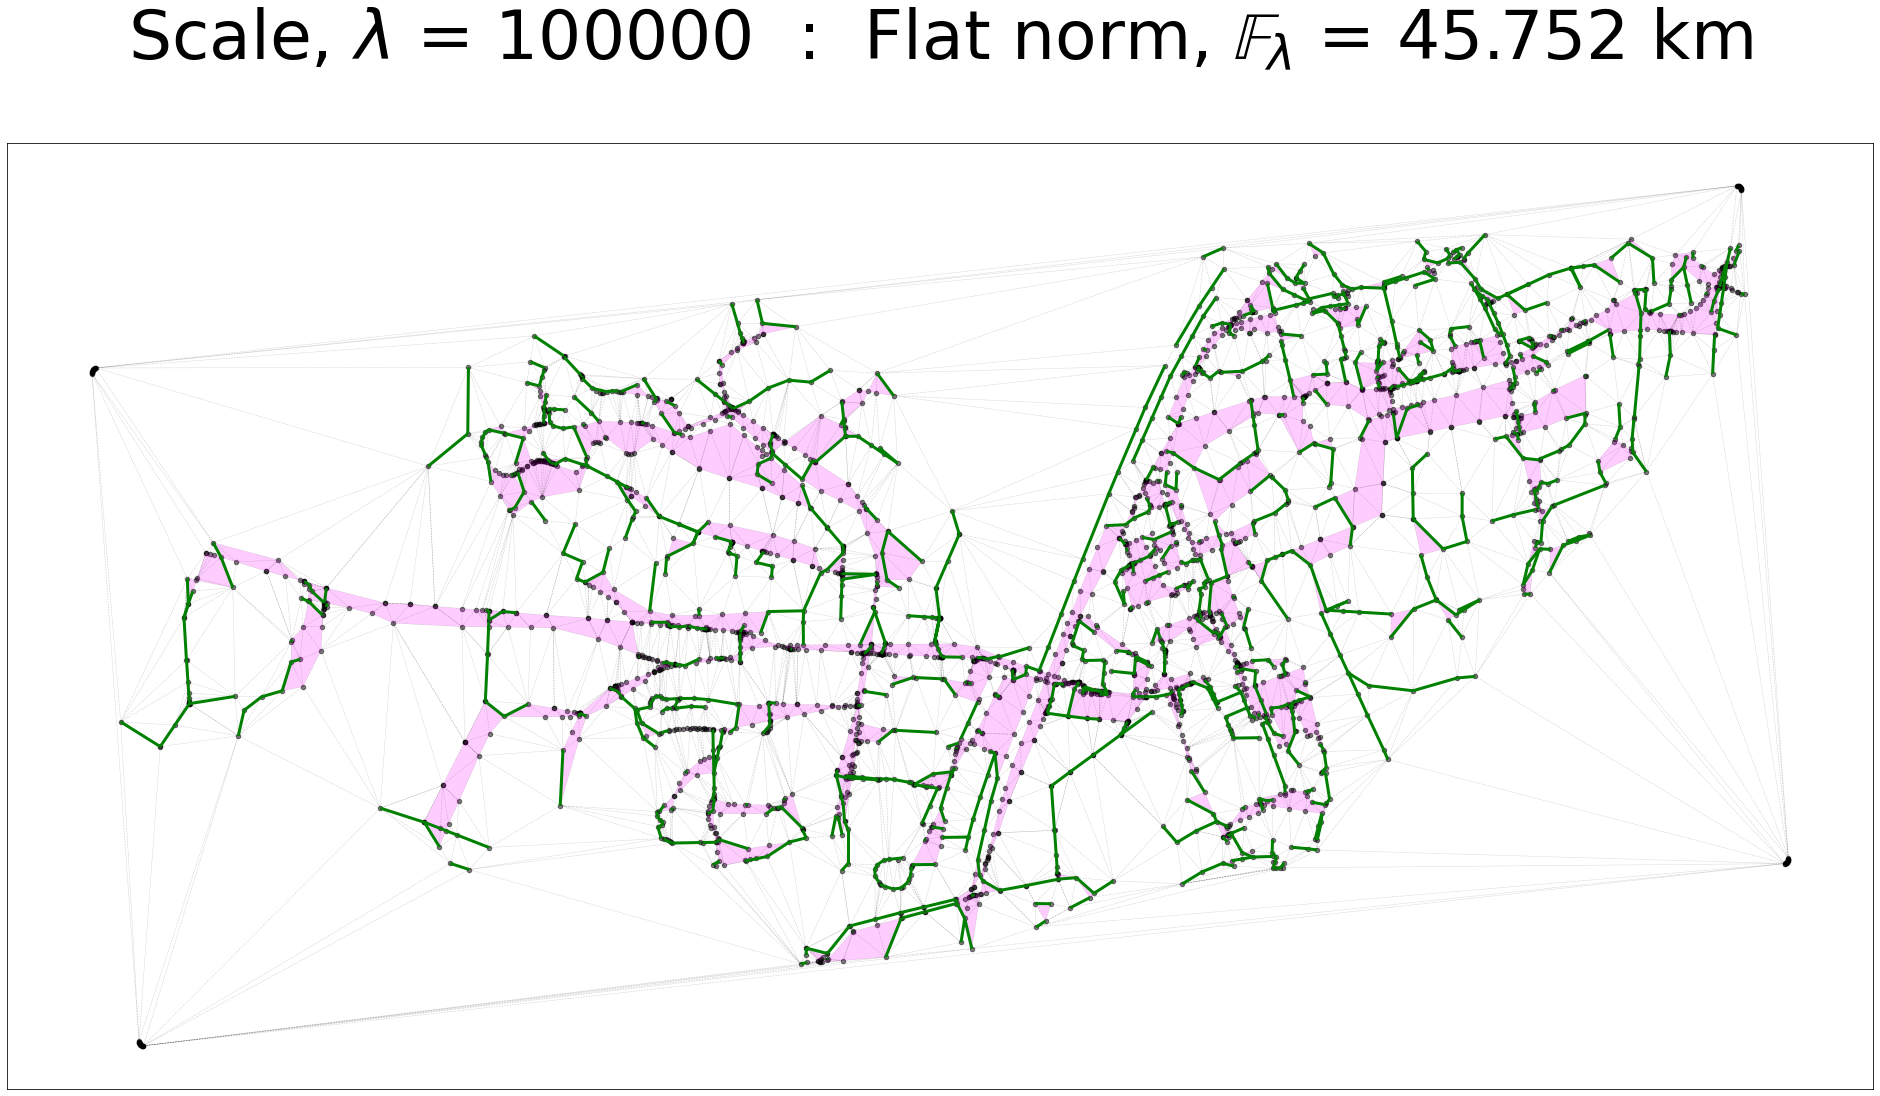 Scale, λ = 100000 : Flat norm, 𝔽λ = 45.752 km